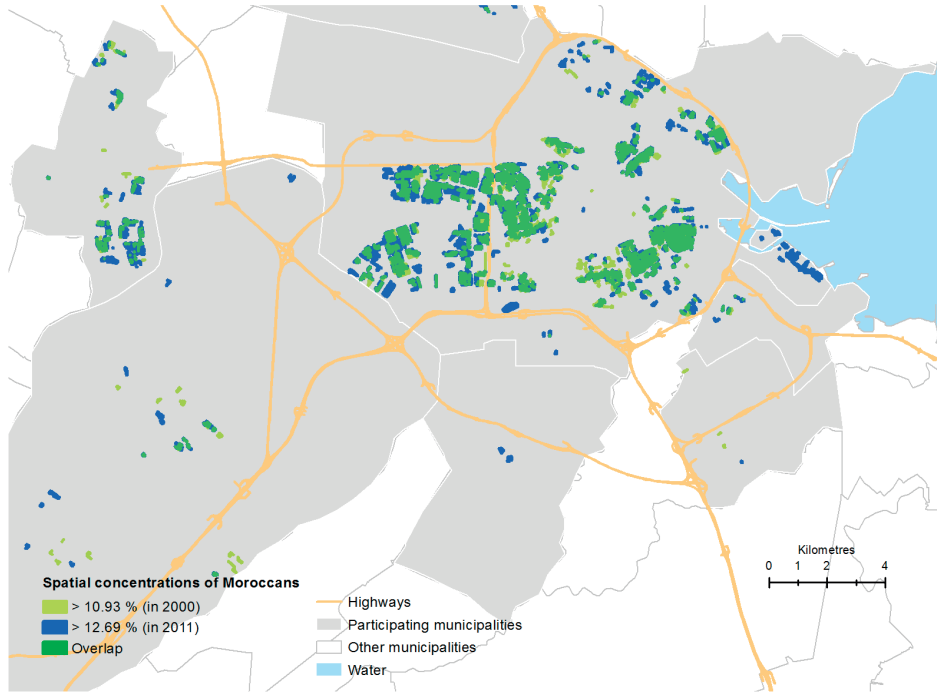 Kilometres
0 1 2 4
Spatial concentrations of Moroccans
> 10.93 % (in 2000)
> 12.69 % (in 2011)
Overlap
Highways
Participating municipalities
Other municipalities
Water